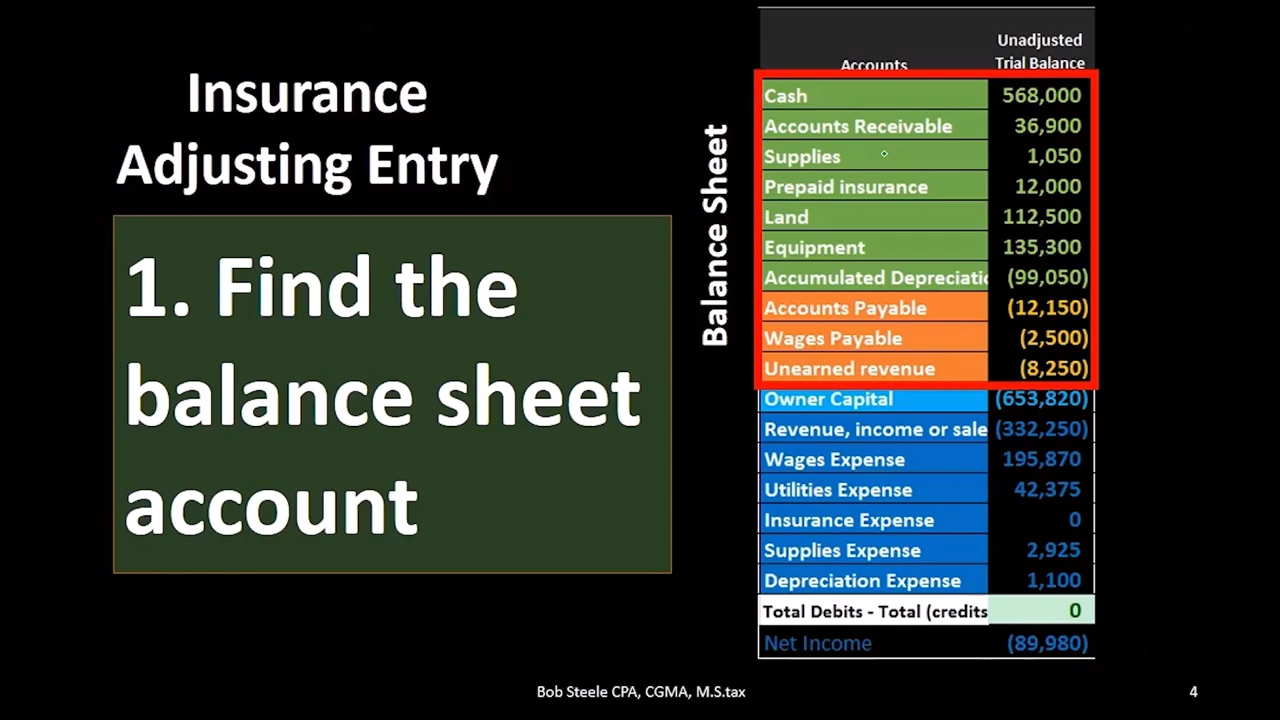 Insurance
Adjusting Entry
1. Find the
balance sheet
account
Balance Sheet
Accounts Unadjusted Trial Balance
Cash 568,000
Accounts Receivable 36,900
Supplies 1,050
Prepaid insurance 12,000
Land 112,500
Equipment 135,300
Accumulated Depreciatio (99,050)
Accounts Payable (12,150)
Wages Payable (2,500)
Unearned revenue (8,250)
Owner Capital (653,820)
Revenue, income or sale (332,250)
Wages Expense 195,870
Utilities Expense 42,375
Insurance Expense 0
Supplies Expense 2,925
Depreciation Expense 1,100
Total Debits - Total (credits 0
Net Income (89,980)
Bob Steele CPA, CGMA, M.S.tax
4